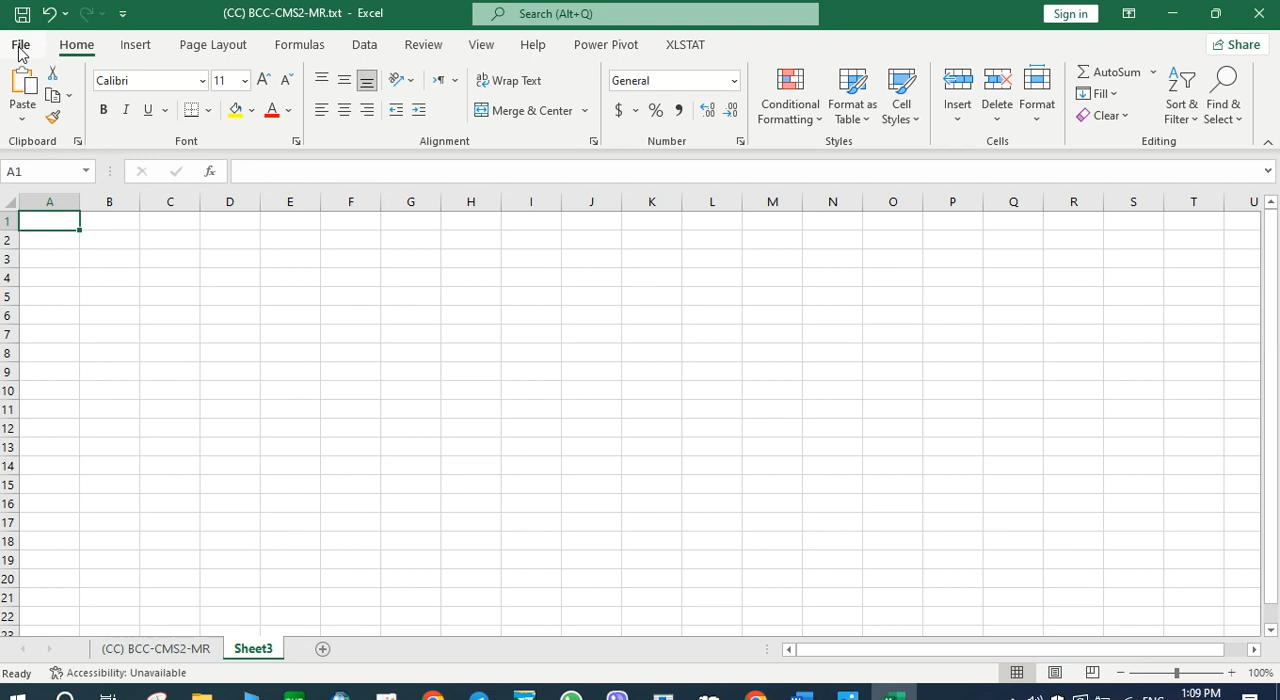 (CC) BCC-CMS2-MR.txt - Excel
Search (Alt+Q)
Sign in
File Home Insert Page Layout Formulas Data Review View Help Power Pivot XLSTAT Share
Paste
Calibri 11
B I U A
Wrap Text
Merge & Center
General
$ %
Conditional Formatting
Format as Table
Cell Styles
Insert
Delete
Format
AutoSum
Fill
Clear
Sort & Filter
Find & Select
Clipboard Font Alignment Number Styles Cells Editing
A1 fx
A B C D E F G H I J K L M N O P Q R S T U
1
2
3
4
5
6
7
8
9
10
11
12
13
14
15
16
17
18
19
20
21
22
23
(CC) BCC-CMS2-MR Sheet3
Ready Accessibility: Unavailable 100%
ENG 1:09 PM